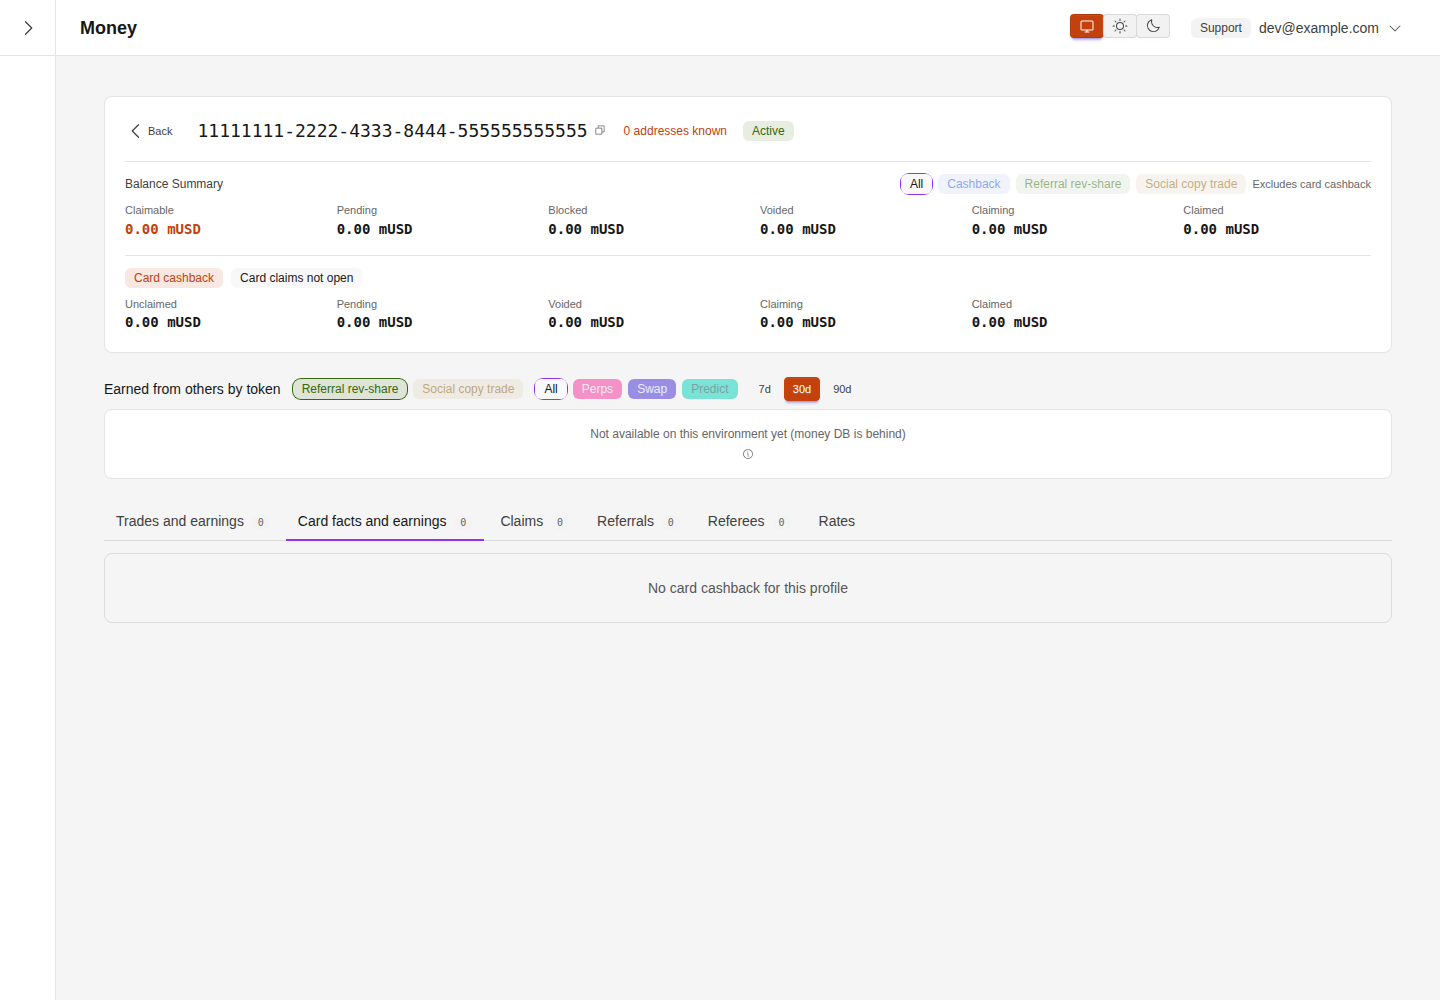 Money
Support dev@example.com
Back 11111111-2222-4333-8444-555555555555 0 addresses known Active
Balance Summary All Cashback Referral rev-share Social copy trade Excludes card cashback
Claimable Pending Blocked Voided Claiming Claimed
0.00 mUSD 0.00 mUSD 0.00 mUSD 0.00 mUSD 0.00 mUSD 0.00 mUSD
Card cashback Card claims not open
Unclaimed Pending Voided Claiming Claimed
0.00 mUSD 0.00 mUSD 0.00 mUSD 0.00 mUSD 0.00 mUSD
Earned from others by token Referral rev-share Social copy trade All Perps Swap Predict 7d 30d 90d
Not available on this environment yet (money DB is behind)
Trades and earnings 0 Card facts and earnings 0 Claims 0 Referrals 0 Referees 0 Rates
No card cashback for this profile